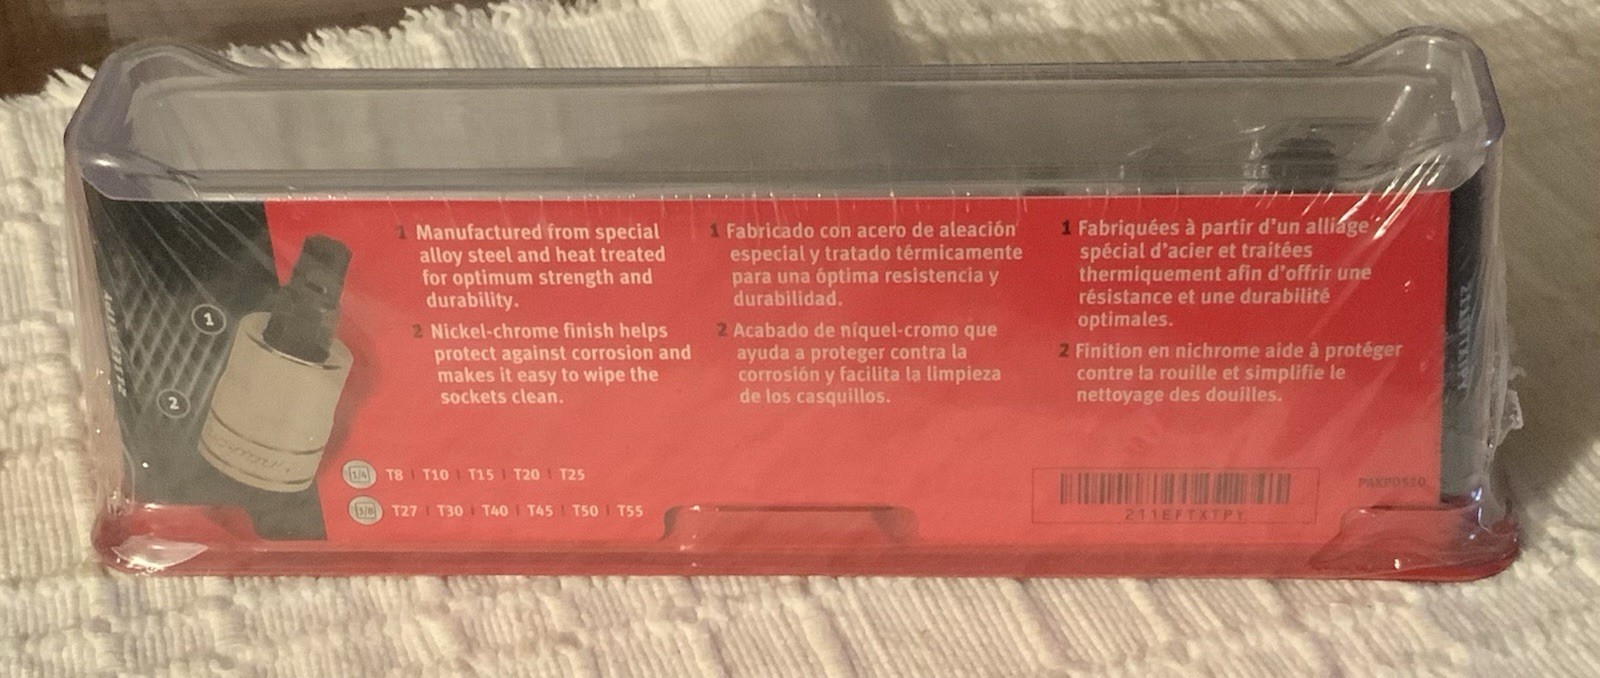 1 Manufactured from special
alloy steel and heat treated
for optimum strength and
durability.
2 Nickel-chrome finish helps
protect against corrosion and
makes it easy to wipe the
sockets clean.
1 Fabricado con acero de aleación
especial y tratado térmicamente
para una óptima resistencia y
durabilidad.
2 Acabado de níquel-cromo que
ayuda a proteger contra la
corrosión y facilita la limpieza
de los casquillos.
1 Fabriquées à partir d'un alliage
spécial d'acier et traitées
thermiquement afin d'offrir une
résistance et une durabilité
optimales.
2 Finition en nichrome aide à protéger
contre la rouille et simplifie le
nettoyage des douilles.
1
2
1/4 T8 | T10 | T15 | T20 | T25
3/8 T27 | T30 | T40 | T45 | T50 | T55
211EFTXTPY